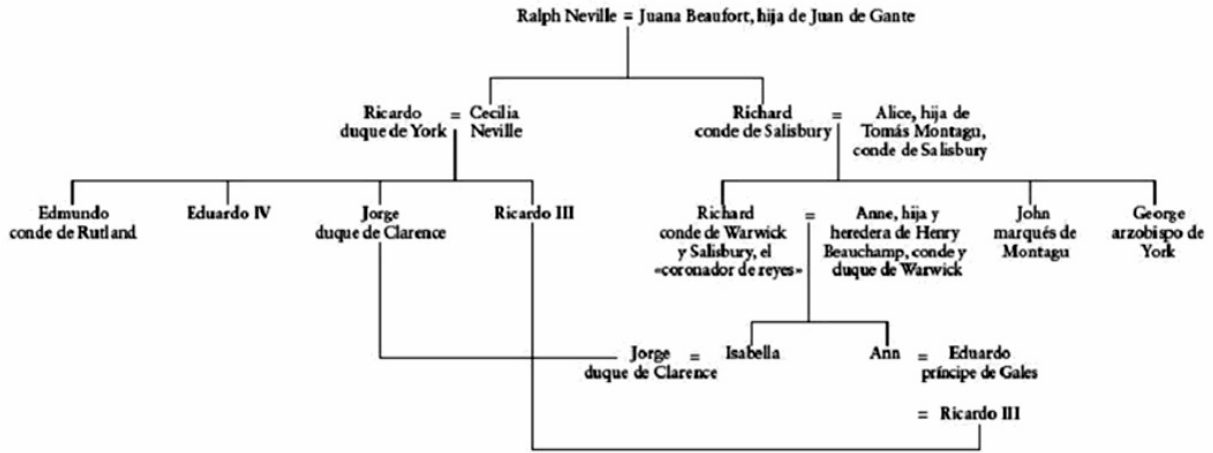 Ralph Neville = Juana Beaufort, hija de Juan de Gante
Ricardo
duque de York
=
Cecilia
Neville
Richard
conde de Salisbury
=
Alice, hija de
Tomás Montagu,
conde de Salisbury
Edmundo
conde de Rutland
Eduardo IV
Jorge
duque de Clarence
Ricardo III
Richard
conde de Warwick
y Salisbury, el
«coronador de reyes»
=
Anne, hija y
heredera de Henry
Beauchamp, conde y
duque de Warwick
John
marqués de
Montagu
George
arzobispo de
York
Jorge
duque de Clarence
=
Isabella
Ann
=
Eduardo
príncipe de Gales
= Ricardo III